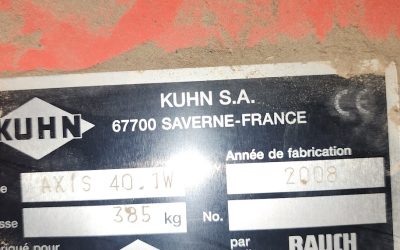 KUHN S.A.
67700 SAVERNE-FRANCE
KUHN
Année de fabrication
AXIS 40.1W
2008
385 kg
No.
par RAUCH